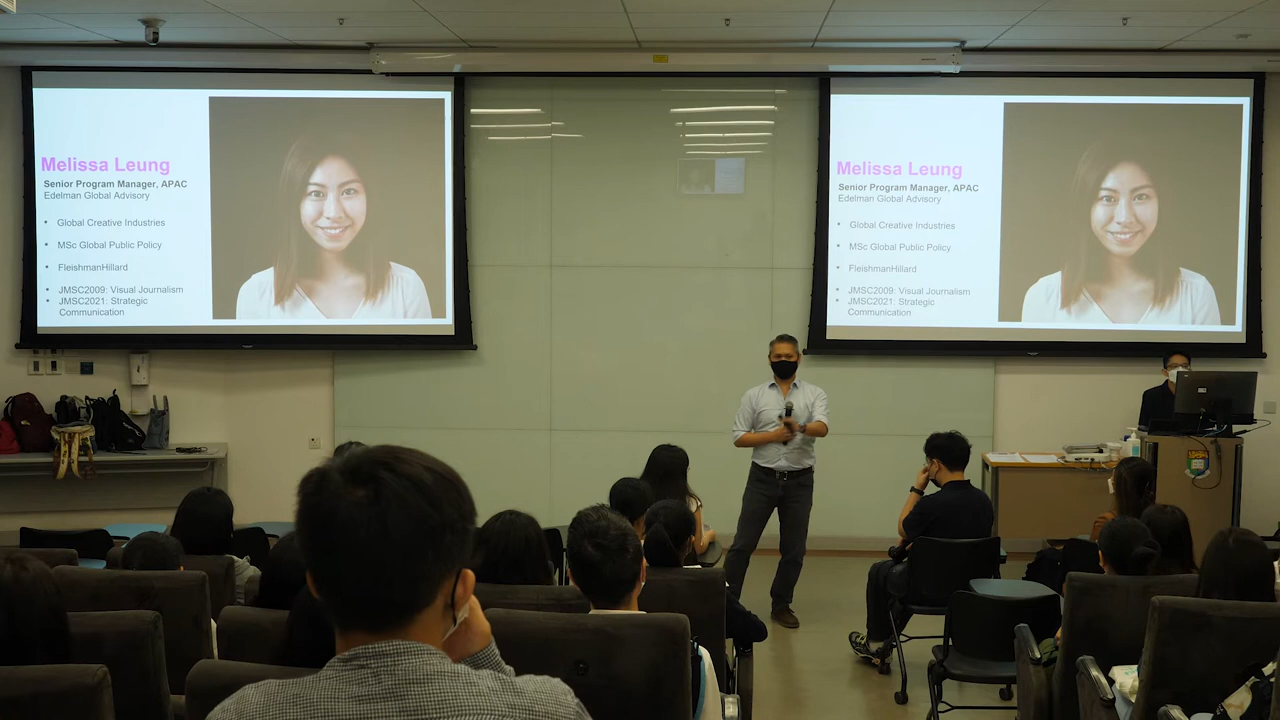 Melissa Leung
Senior Program Manager, APAC
Edelman Global Advisory
• Global Creative Industries
• MSc Global Public Policy
• FleishmanHillard
• JMSC2009: Visual Journalism
• JMSC2021: Strategic
Communication
Melissa Leung
Senior Program Manager, APAC
Edelman Global Advisory
• Global Creative Industries
• MSc Global Public Policy
• FleishmanHillard
• JMSC2009: Visual Journalism
• JMSC2021: Strategic
Communication